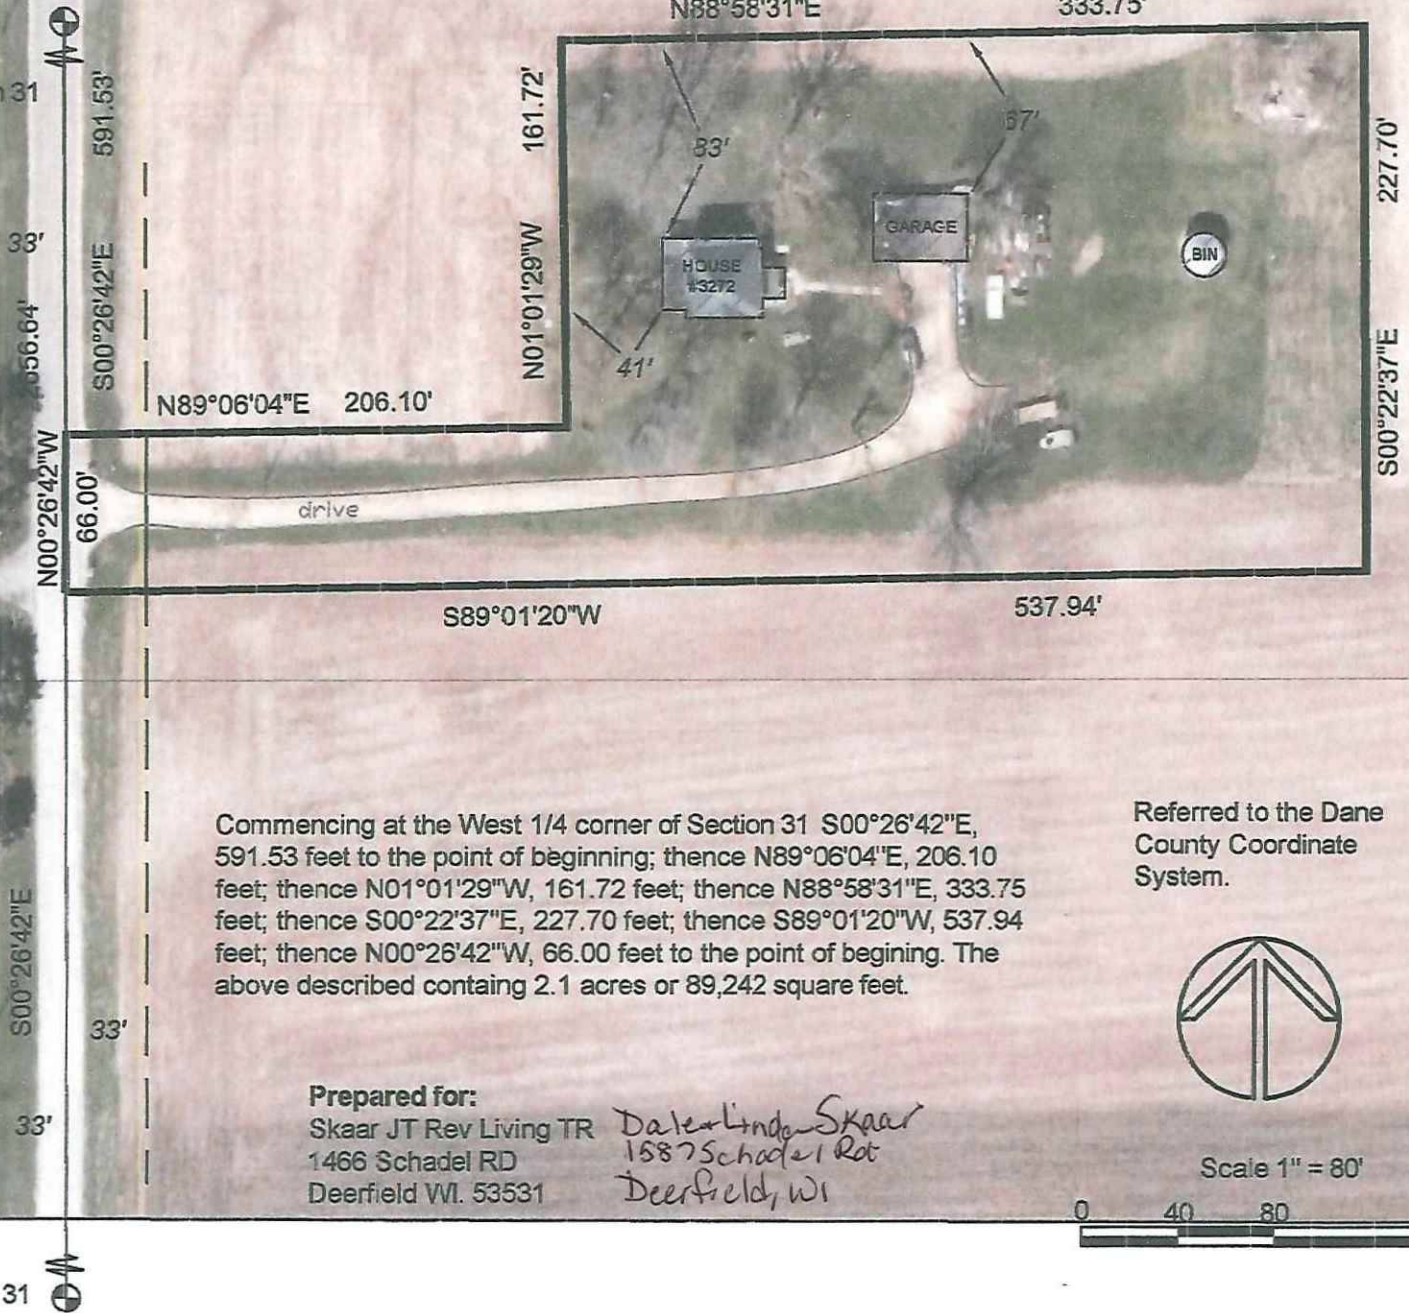 N88°58'31"E 333.75'
31
591.53'
161.72'
227.70'
83'
67'
33'
S00°26'42"E
N01°01'29"W
GARAGE
BIN
HOUSE
#3272
41'
S00°22'37"E
N89°06'04"E 206.10'
N00°26'42"W
66.00'
drive
S89°01'20"W
537.94'
Commencing at the West 1/4 corner of Section 31 S00°26'42"E,
591.53 feet to the point of beginning; thence N89°06'04"E, 206.10
feet; thence N01°01'29"W, 161.72 feet; thence N88°58'31"E, 333.75
feet; thence S00°22'37"E, 227.70 feet; thence S89°01'20"W, 537.94
feet; thence N00°26'42"W, 66.00 feet to the point of begining. The
above described containg 2.1 acres or 89,242 square feet.
Referred to the Dane
County Coordinate
System.
S00°26'42"E
33'
33'
Prepared for:
Skaar JT Rev Living TR
1466 Schadel RD
Deerfield WI. 53531
Dale + Linda Skaar
1587 Schadel Rd
Deerfield, WI
Scale 1" = 80'
0 40 80
31